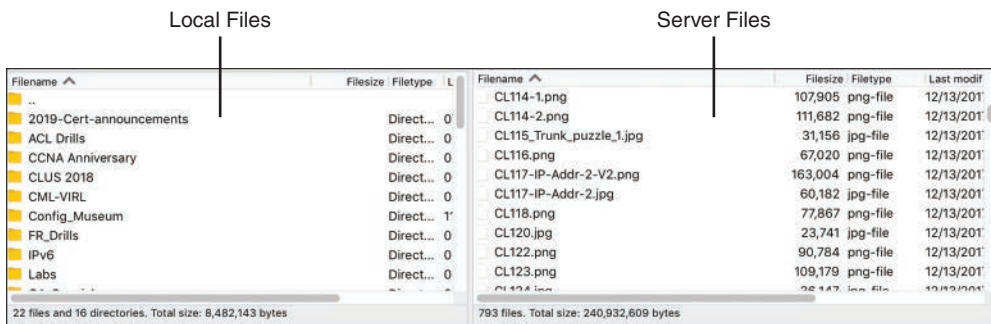 Local Files
Server Files
Filename Filesize Filetype L
..
2019-Cert-announcements Direct... 0
ACL Drills Direct... 0
CCNA Anniversary Direct... 0
CLUS 2018 Direct... 0
CML-VIRL Direct... 0
Config_Museum Direct... 1
FR_Drills Direct... 0
IPv6 Direct... 0
Labs Direct... 0
22 files and 16 directories. Total size: 8,482,143 bytes
Filename Filesize Filetype Last modif
CL114-1.png 107,905 png-file 12/13/201
CL114-2.png 111,682 png-file 12/13/201
CL115_Trunk_puzzle_1.jpg 31,156 jpg-file 12/13/201
CL116.png 67,020 png-file 12/13/201
CL117-IP-Addr-2-V2.png 163,004 png-file 12/13/201
CL117-IP-Addr-2.jpg 60,182 jpg-file 12/13/201
CL118.png 77,867 png-file 12/13/201
CL120.jpg 23,741 jpg-file 12/13/201
CL122.png 90,784 png-file 12/13/201
CL123.png 109,179 png-file 12/13/201
793 files. Total size: 240,932,609 bytes